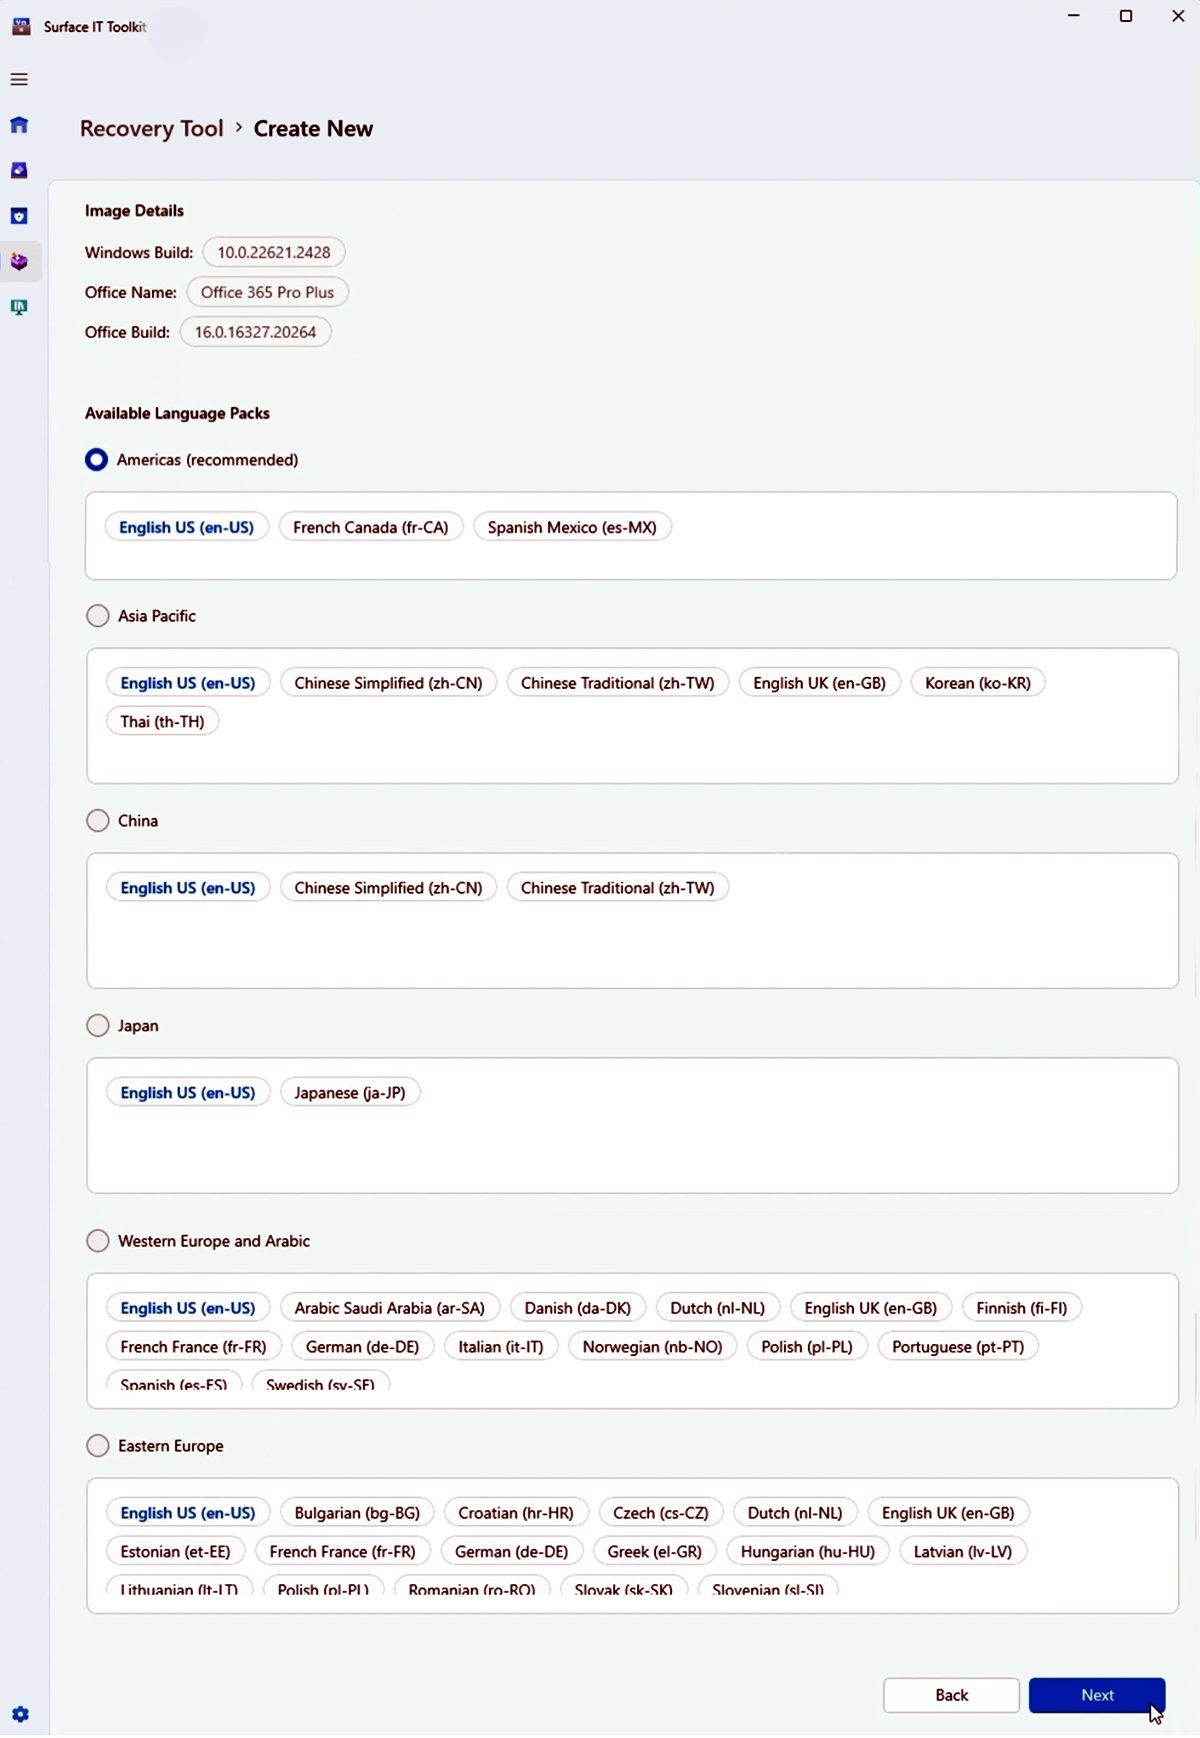 Surface IT Toolkit
Recovery Tool > Create New
Image Details
Windows Build: 10.0.22621.2428
Office Name: Office 365 Pro Plus
Office Build: 16.0.16327.20264
Available Language Packs
Americas (recommended)
English US (en-US) French Canada (fr-CA) Spanish Mexico (es-MX)
Asia Pacific
English US (en-US) Chinese Simplified (zh-CN) Chinese Traditional (zh-TW) English UK (en-GB) Korean (ko-KR)
Thai (th-TH)
China
English US (en-US) Chinese Simplified (zh-CN) Chinese Traditional (zh-TW)
Japan
English US (en-US) Japanese (ja-JP)
Western Europe and Arabic
English US (en-US) Arabic Saudi Arabia (ar-SA) Danish (da-DK) Dutch (nl-NL) English UK (en-GB) Finnish (fi-FI)
French France (fr-FR) German (de-DE) Italian (it-IT) Norwegian (nb-NO) Polish (pl-PL) Portuguese (pt-PT)
Spanish (es-ES) Swedish (sv-SE)
Eastern Europe
English US (en-US) Bulgarian (bg-BG) Croatian (hr-HR) Czech (cs-CZ) Dutch (nl-NL) English UK (en-GB)
Estonian (et-EE) French France (fr-FR) German (de-DE) Greek (el-GR) Hungarian (hu-HU) Latvian (lv-LV)
Lithuanian (lt-LT) Polish (pl-PL) Romanian (ro-RO) Slovak (sk-SK) Slovenian (sl-SI)
Back Next